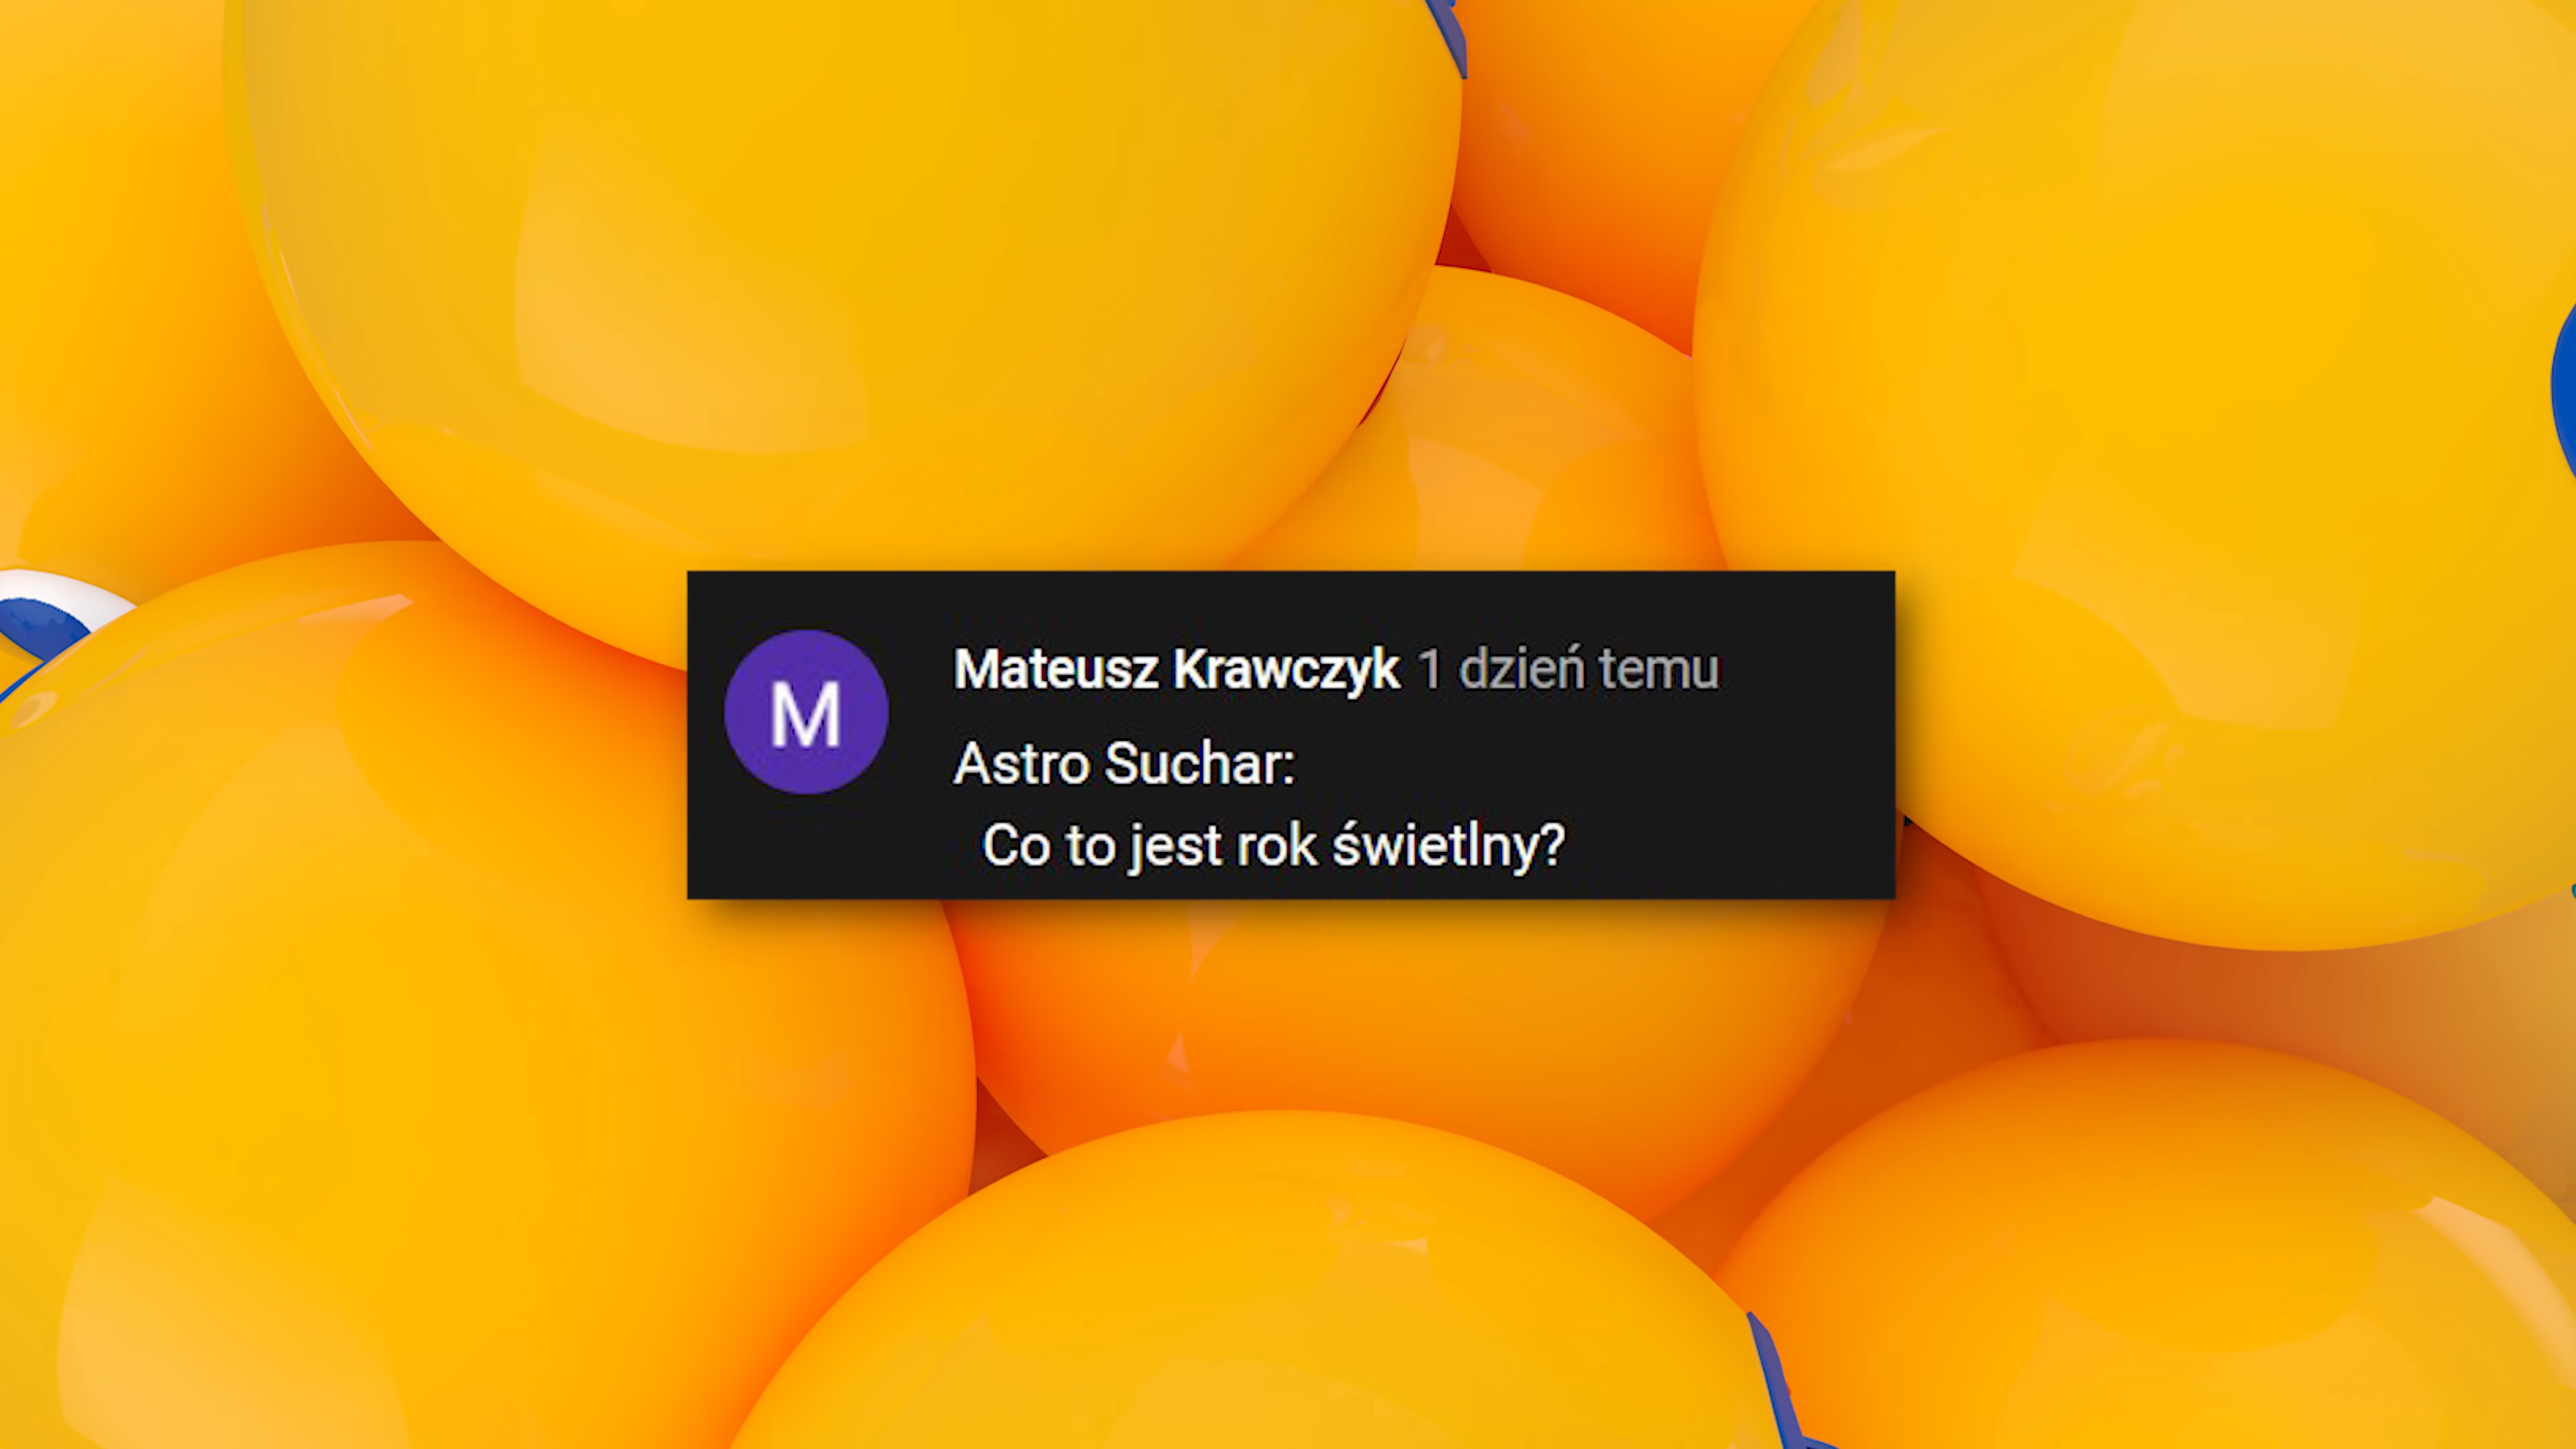 M
Mateusz Krawczyk 1 dzień temu
Astro Suchar:
Co to jest rok świetlny?